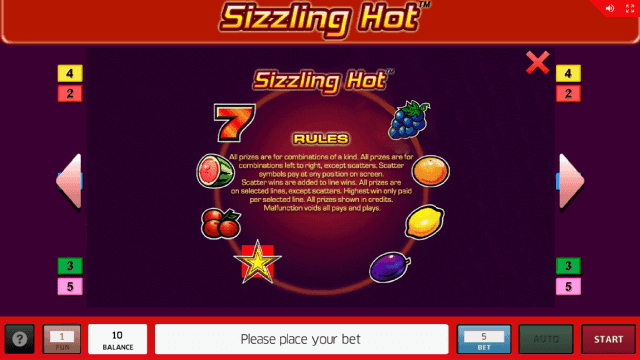 Sizzling Hot™
4
4
2
2
Sizzling Hot™
7
RULES
All prizes are for combinations of a kind. All prizes are for
combinations left to right, except scatters. Scatter
symbols pay at any position on screen.
Scatter wins are added to line wins. All prizes are
on selected lines, except scatters. Highest win only paid
per selected line. All prizes shown in credits.
Malfunction voids all pays and plays.
3
3
5
5
?
1
FUN
10
BALANCE
Please place your bet
5
BET
AUTO
START